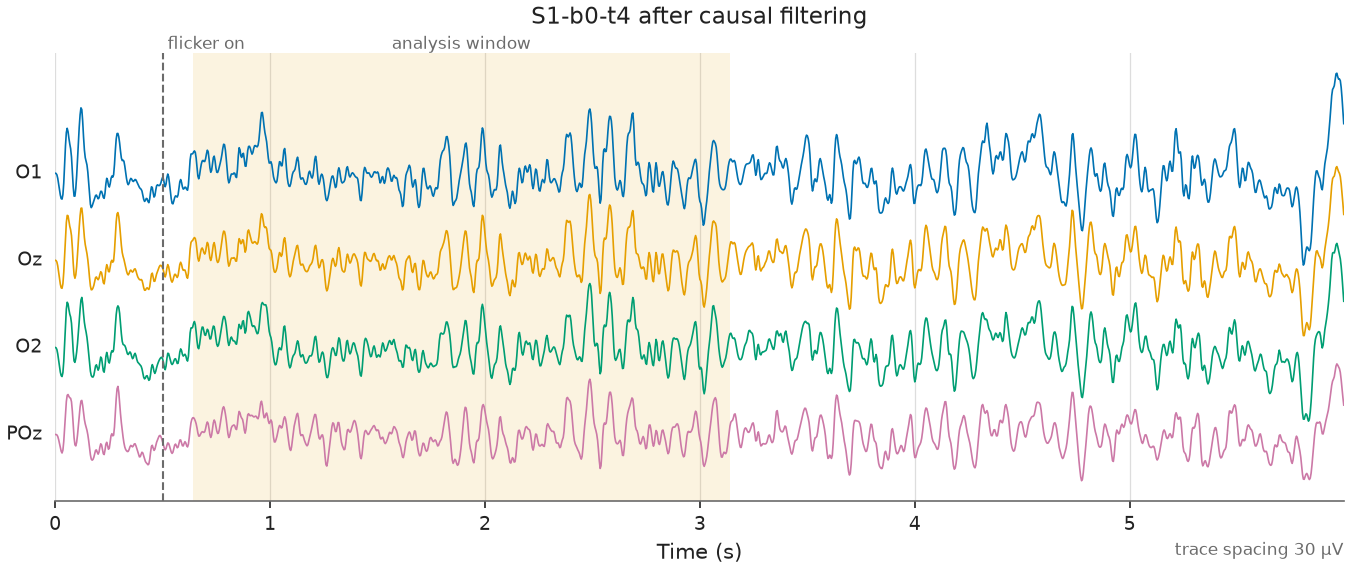 S1-b0-t4 after causal filtering
flicker on
analysis window
O1
Oz
O2
POz
0 1 2 3 4 5
Time (s)
trace spacing 30 µV